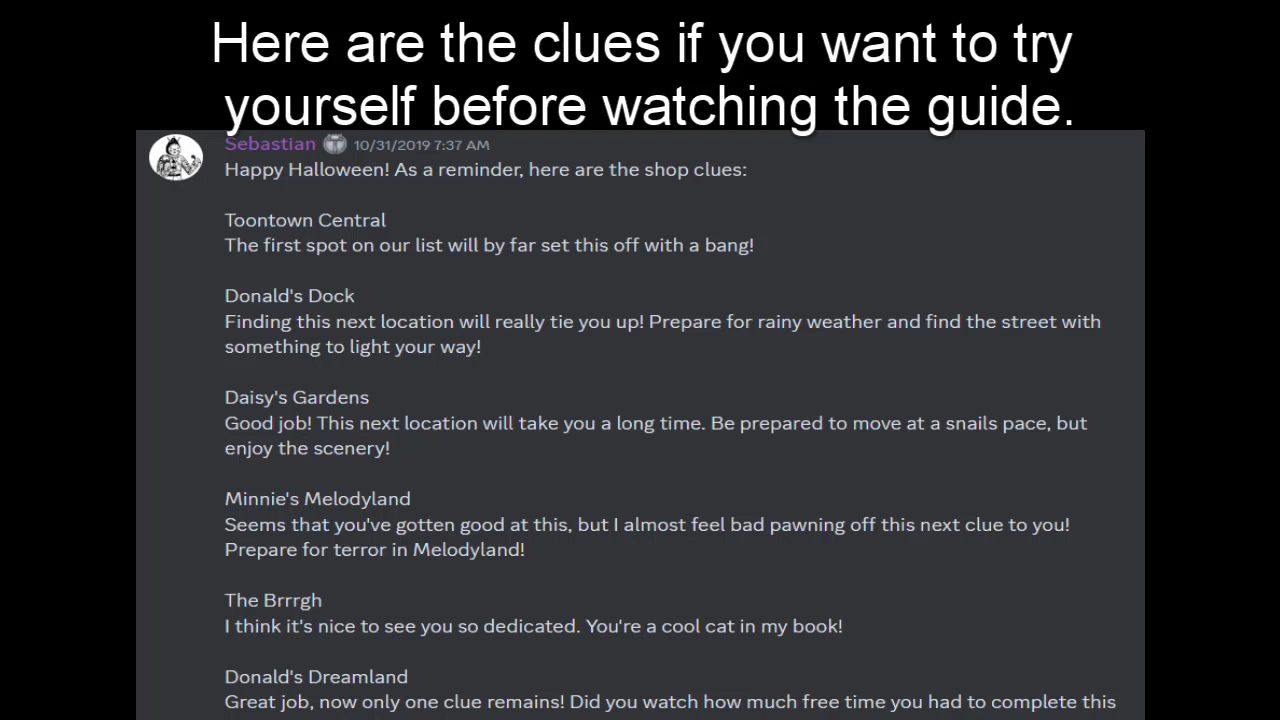 Here are the clues if you want to try
yourself before watching the guide.
Sebastian 10/31/2019 7:37 AM
Happy Halloween! As a reminder, here are the shop clues:
Toontown Central
The first spot on our list will by far set this off with a bang!
Donald's Dock
Finding this next location will really tie you up! Prepare for rainy weather and find the street with
something to light your way!
Daisy's Gardens
Good job! This next location will take you a long time. Be prepared to move at a snails pace, but
enjoy the scenery!
Minnie's Melodyland
Seems that you've gotten good at this, but I almost feel bad pawning off this next clue to you!
Prepare for terror in Melodyland!
The Brrrgh
I think it's nice to see you so dedicated. You're a cool cat in my book!
Donald's Dreamland
Great job, now only one clue remains! Did you watch how much free time you had to complete this